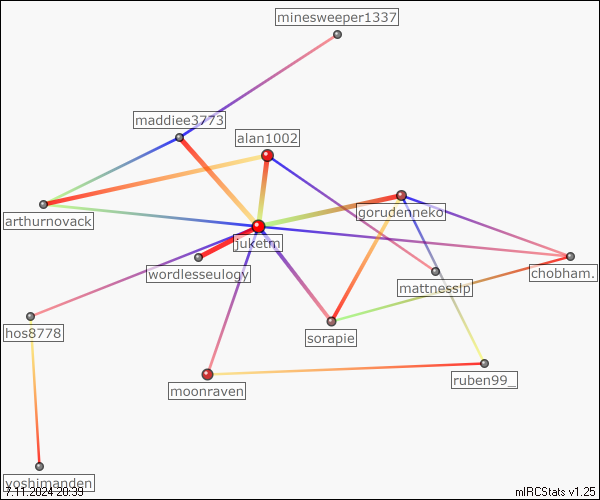 minesweeper1337
maddiee3773
alan1002
arthurnovack
gorudenneko
juketm
wordlesseulogy
chobham.
mattnesslp
hos8778
sorapie
moonraven
ruben99_
yoshimanden
7.11.2024 20:39
mIRCStats v1.25